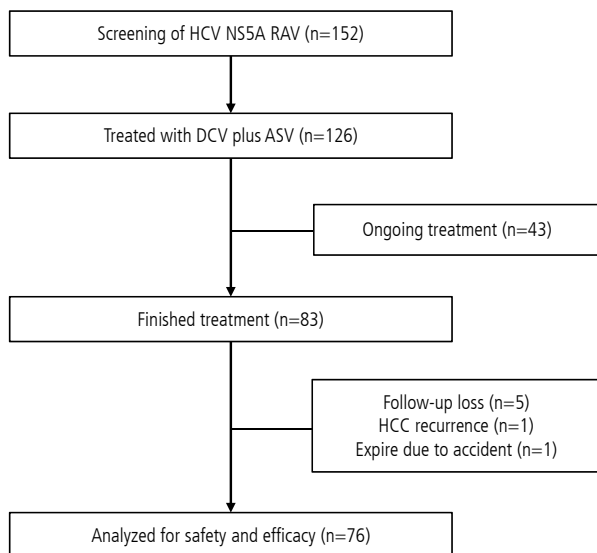 Screening of HCV NS5A RAV (n=152)
Treated with DCV plus ASV (n=126)
Ongoing treatment (n=43)
Finished treatment (n=83)
Follow-up loss (n=5)
HCC recurrence (n=1)
Expire due to accident (n=1)
Analyzed for safety and efficacy (n=76)